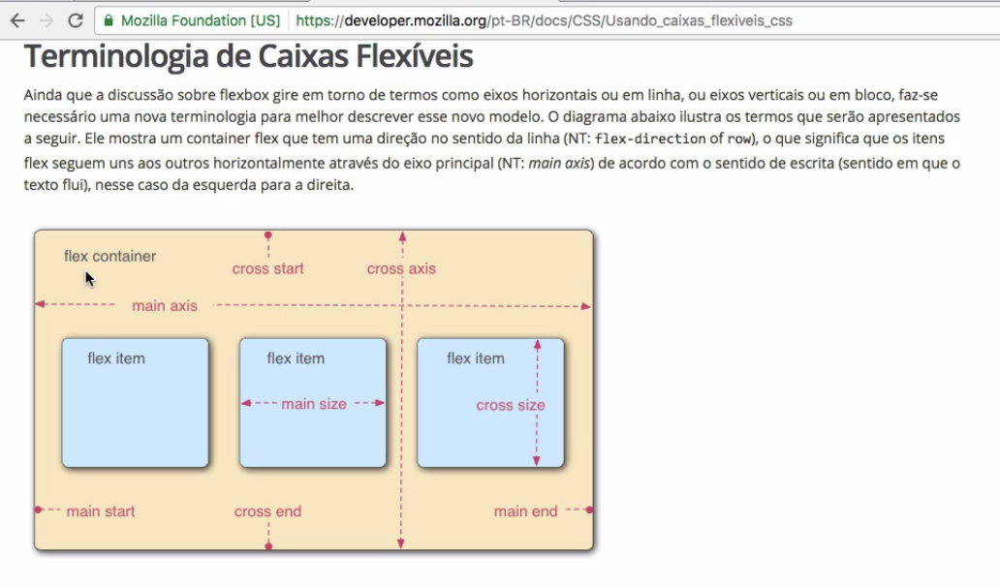 Mozilla Foundation [US] https://developer.mozilla.org/pt-BR/docs/CSS/Usando_caixas_flexiveis_css
Terminologia de Caixas Flexíveis
Ainda que a discussão sobre flexbox gire em torno de termos como eixos horizontais ou em linha, ou eixos verticais ou em bloco, faz-se
necessário uma nova terminologia para melhor descrever esse novo modelo. O diagrama abaixo ilustra os termos que serão apresentados
a seguir. Ele mostra um container flex que tem uma direção no sentido da linha (NT: flex-direction of row), o que significa que os itens
flex seguem uns aos outros horizontalmente através do eixo principal (NT: main axis) de acordo com o sentido de escrita (sentido em que o
texto flui), nesse caso da esquerda para a direita.
flex container
cross start cross axis
main axis
flex item flex item flex item
main size cross size
main start cross end main end